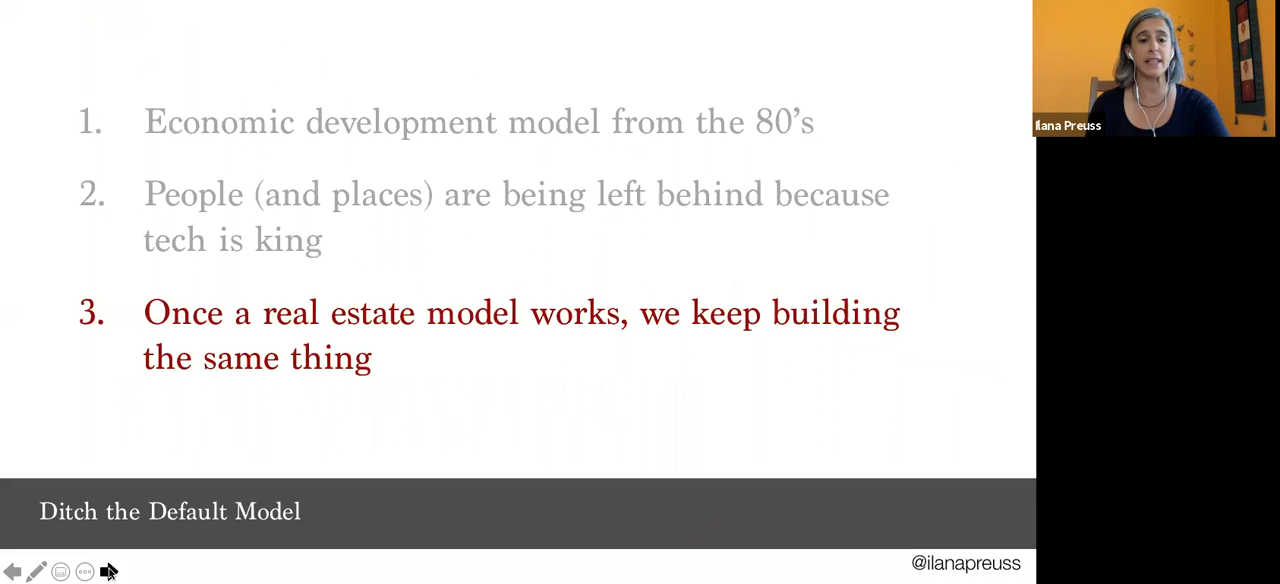 1. Economic development model from the 80’s
2. People (and places) are being left behind because
tech is king
3. Once a real estate model works, we keep building
the same thing
Ditch the Default Model
@ilanapreuss
Ilana Preuss